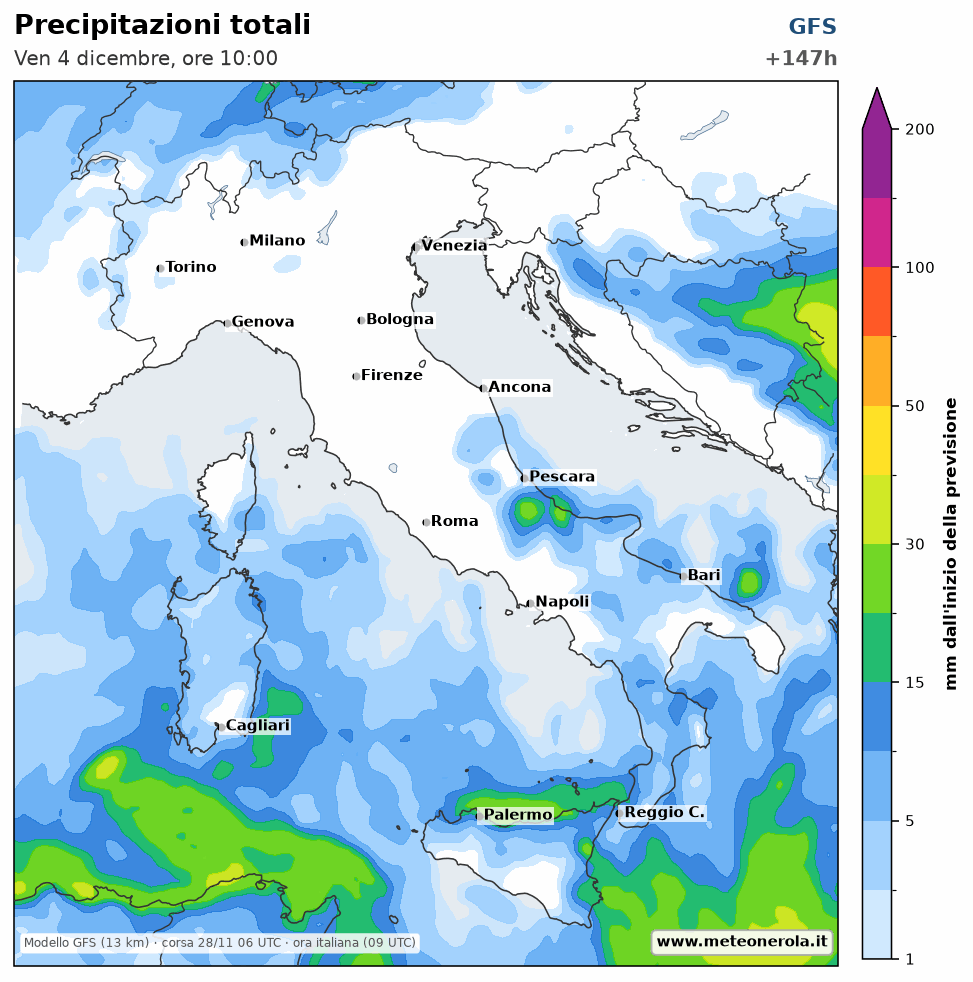 Precipitazioni totali
GFS
Ven 4 dicembre, ore 10:00
+147h
200
100
50
30
15
5
1
mm dall'inizio della previsione
Milano
Venezia
Torino
Genova
Bologna
Firenze
Ancona
Pescara
Roma
Bari
Napoli
Cagliari
Palermo
Reggio C.
Modello GFS (13 km) · corsa 28/11 06 UTC · ora italiana (09 UTC)
www.meteonerola.it